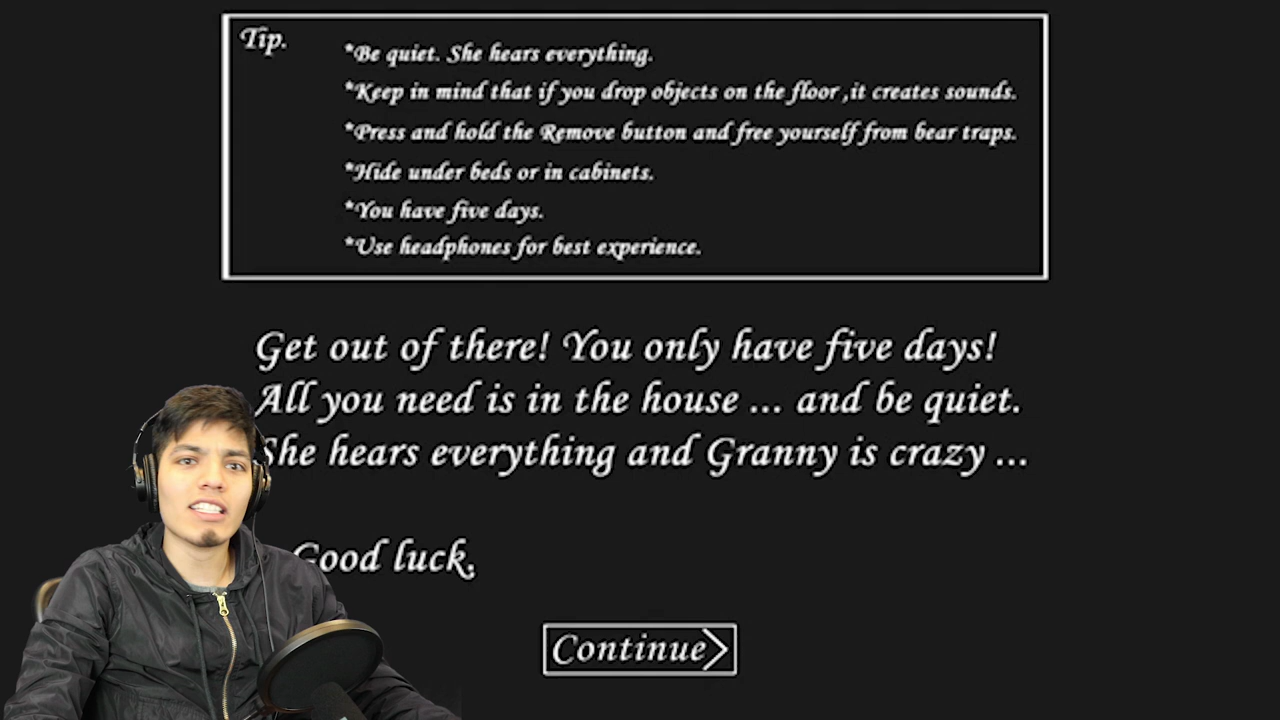 Tip.
*Be quiet. She hears everything.
*Keep in mind that if you drop objects on the floor ,it creates sounds.
*Press and hold the Remove button and free yourself from bear traps.
*Hide under beds or in cabinets.
*You have five days.
*Use headphones for best experience.
Get out of there! You only have five days!
All you need is in the house ... and be quiet.
She hears everything and Granny is crazy ...
Good luck.
Continue>